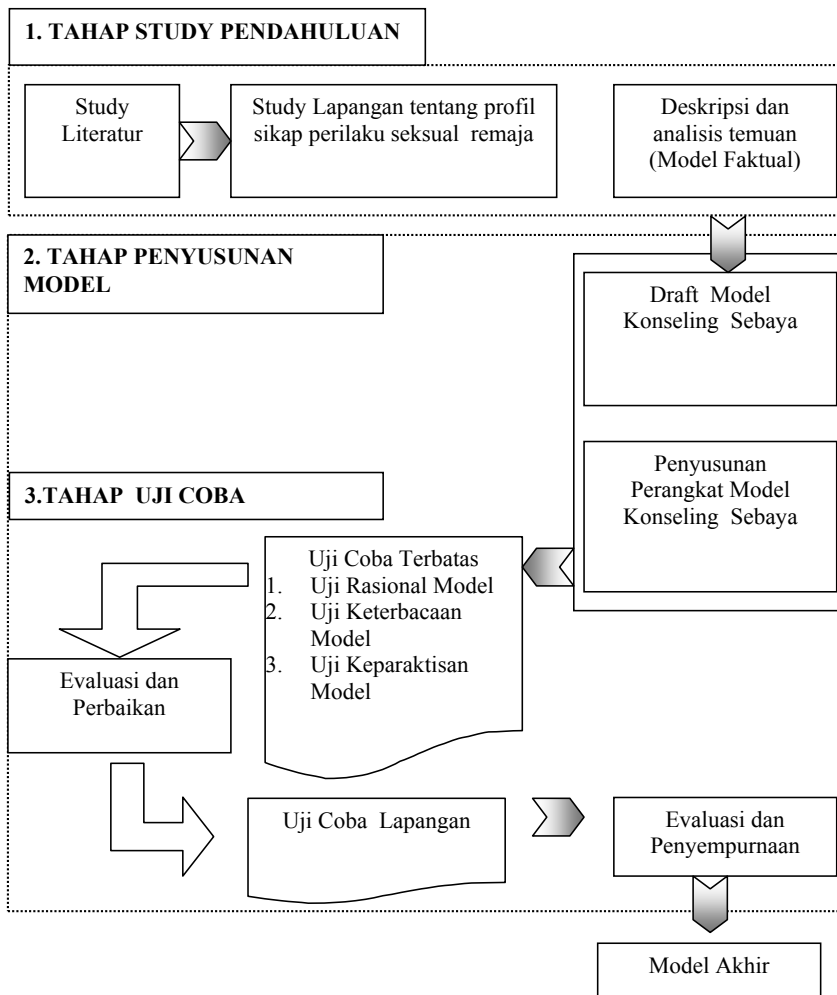 1. TAHAP STUDY PENDAHULUAN
Study
Literatur
Study Lapangan tentang profil
sikap perilaku seksual remaja
Deskripsi dan
analisis temuan
(Model Faktual)
2. TAHAP PENYUSUNAN
MODEL
Draft Model
Konseling Sebaya
Penyusunan
Perangkat Model
Konseling Sebaya
3.TAHAP UJI COBA
Uji Coba Terbatas
1. Uji Rasional Model
2. Uji Keterbacaan
Model
3. Uji Keparaktisan
Model
Evaluasi dan
Perbaikan
Uji Coba Lapangan
Evaluasi dan
Penyempurnaan
Model Akhir